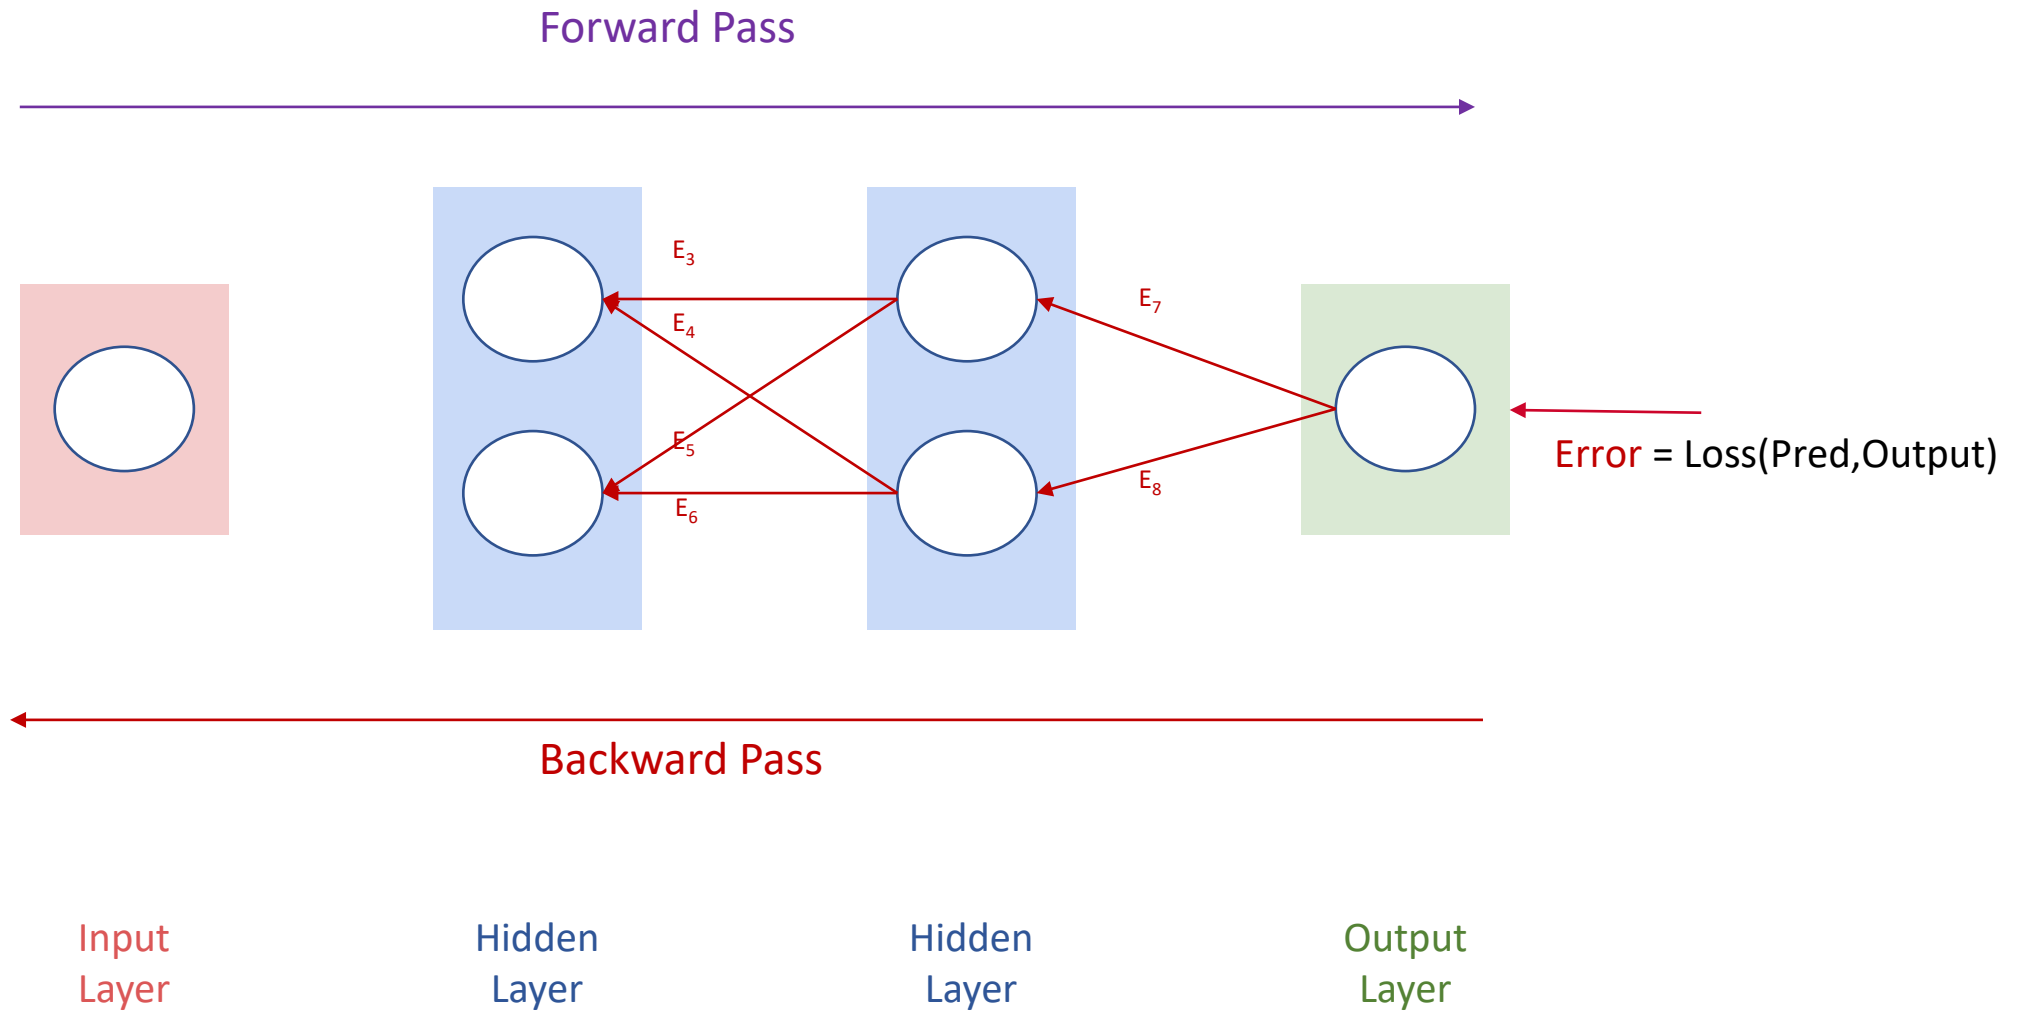 Forward Pass
E3
E4
E5
E6
E7
E8
Error = Loss(Pred,Output)
Backward Pass
Input
Layer
Hidden
Layer
Hidden
Layer
Output
Layer